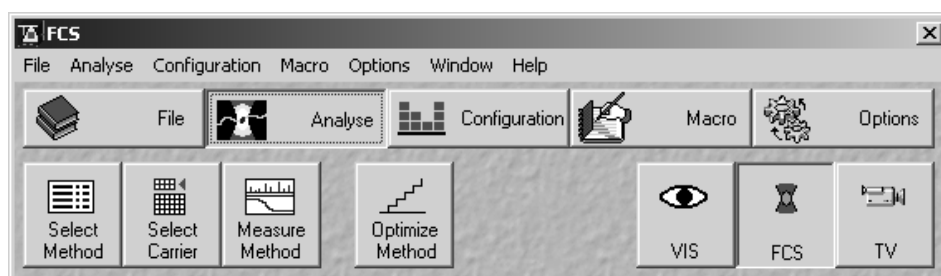 FCS
File Analyse Configuration Macro Options Window Help
File Analyse Configuration Macro Options
Select Method
Select Carrier
Measure Method
Optimize Method
VIS
FCS
TV